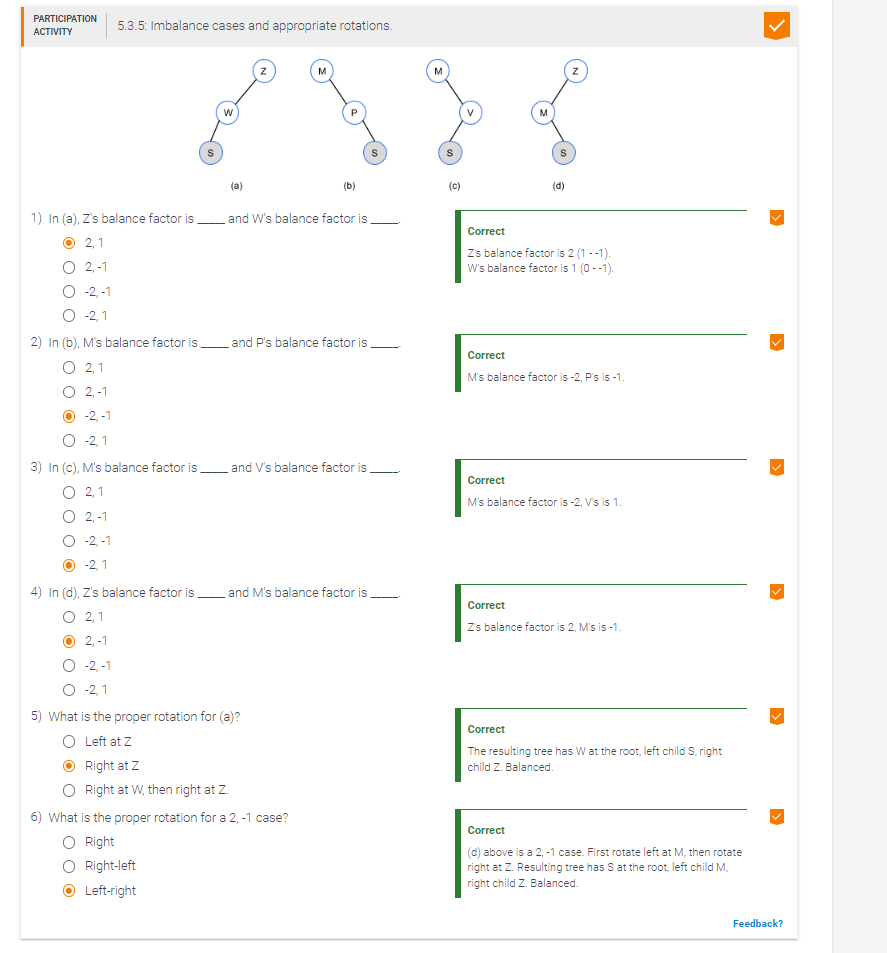 PARTICIPATION
ACTIVITY
5.3.5: Imbalance cases and appropriate rotations.
Z M M Z
W P V M
S S S S
(a) (b) (c) (d)
1) In (a), Z's balance factor is _____ and W's balance factor is _____.
2, 1
2, -1
-2, -1
-2, 1
Correct
Z's balance factor is 2 (1 - -1).
W's balance factor is 1 (0 - -1).
2) In (b), M's balance factor is _____ and P's balance factor is _____.
2, 1
2, -1
-2, -1
-2, 1
Correct
M's balance factor is -2, P's is -1.
3) In (c), M's balance factor is _____ and V's balance factor is _____.
2, 1
2, -1
-2, -1
-2, 1
Correct
M's balance factor is -2, V's is 1.
4) In (d), Z's balance factor is _____ and M's balance factor is _____.
2, 1
2, -1
-2, -1
-2, 1
Correct
Z's balance factor is 2, M's is -1.
5) What is the proper rotation for (a)?
Left at Z
Right at Z
Right at W, then right at Z.
Correct
The resulting tree has W at the root, left child S, right
child Z. Balanced.
6) What is the proper rotation for a 2, -1 case?
Right
Right-left
Left-right
Correct
(d) above is a 2, -1 case. First rotate left at M, then rotate
right at Z. Resulting tree has S at the root, left child M,
right child Z. Balanced.
Feedback?